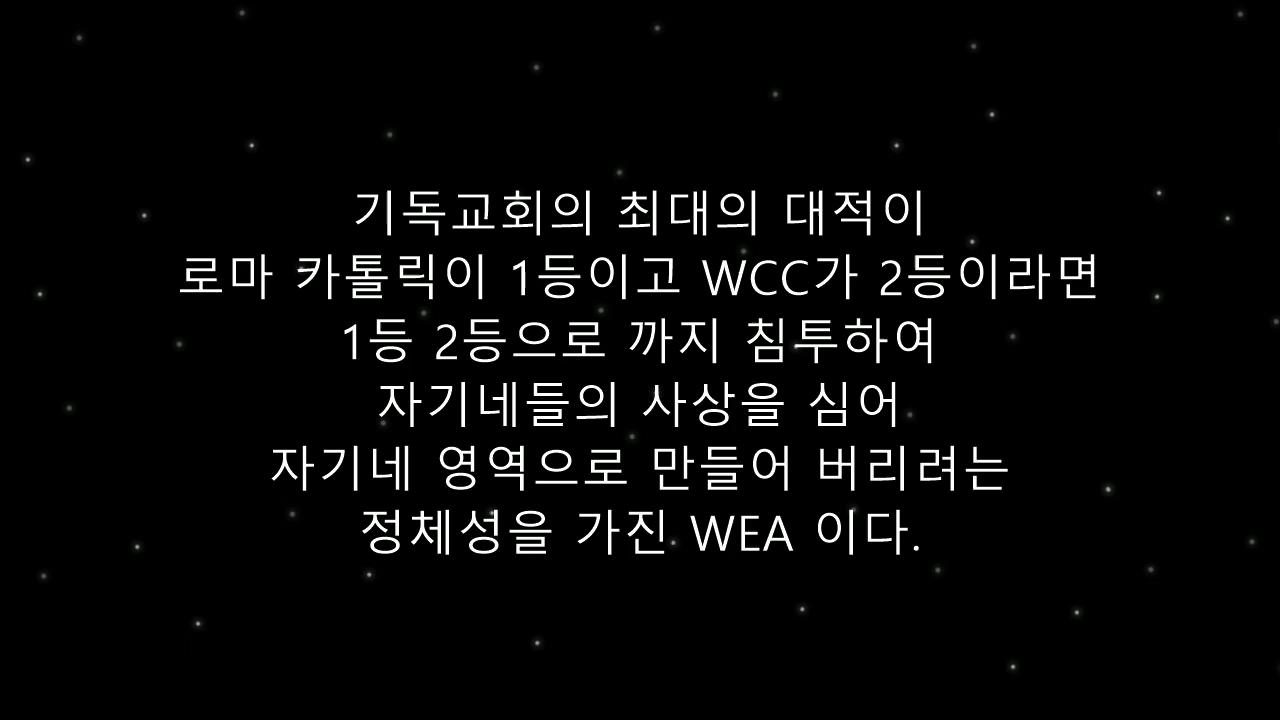 기독교회의 최대의 대적이
로마 카톨릭이 1등이고 WCC가 2등이라면
1등 2등으로 까지 침투하여
자기네들의 사상을 심어
자기네 영역으로 만들어 버리려는
정체성을 가진 WEA 이다.